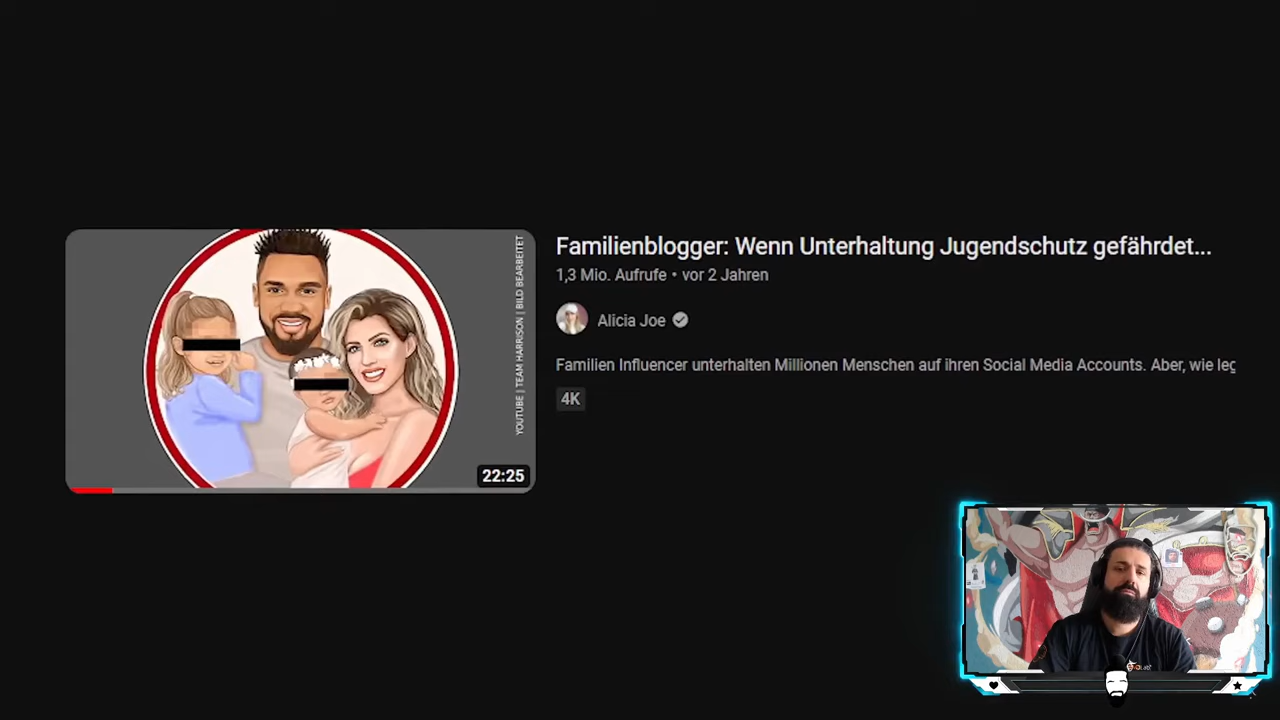 YOUTUBE | TEAM HARRISON | BILD BEARBEITET
22:25
Familienblogger: Wenn Unterhaltung Jugendschutz gefährdet...
1,3 Mio. Aufrufe • vor 2 Jahren
Alicia Joe
Familien Influencer unterhalten Millionen Menschen auf ihren Social Media Accounts. Aber, wie leg
4K